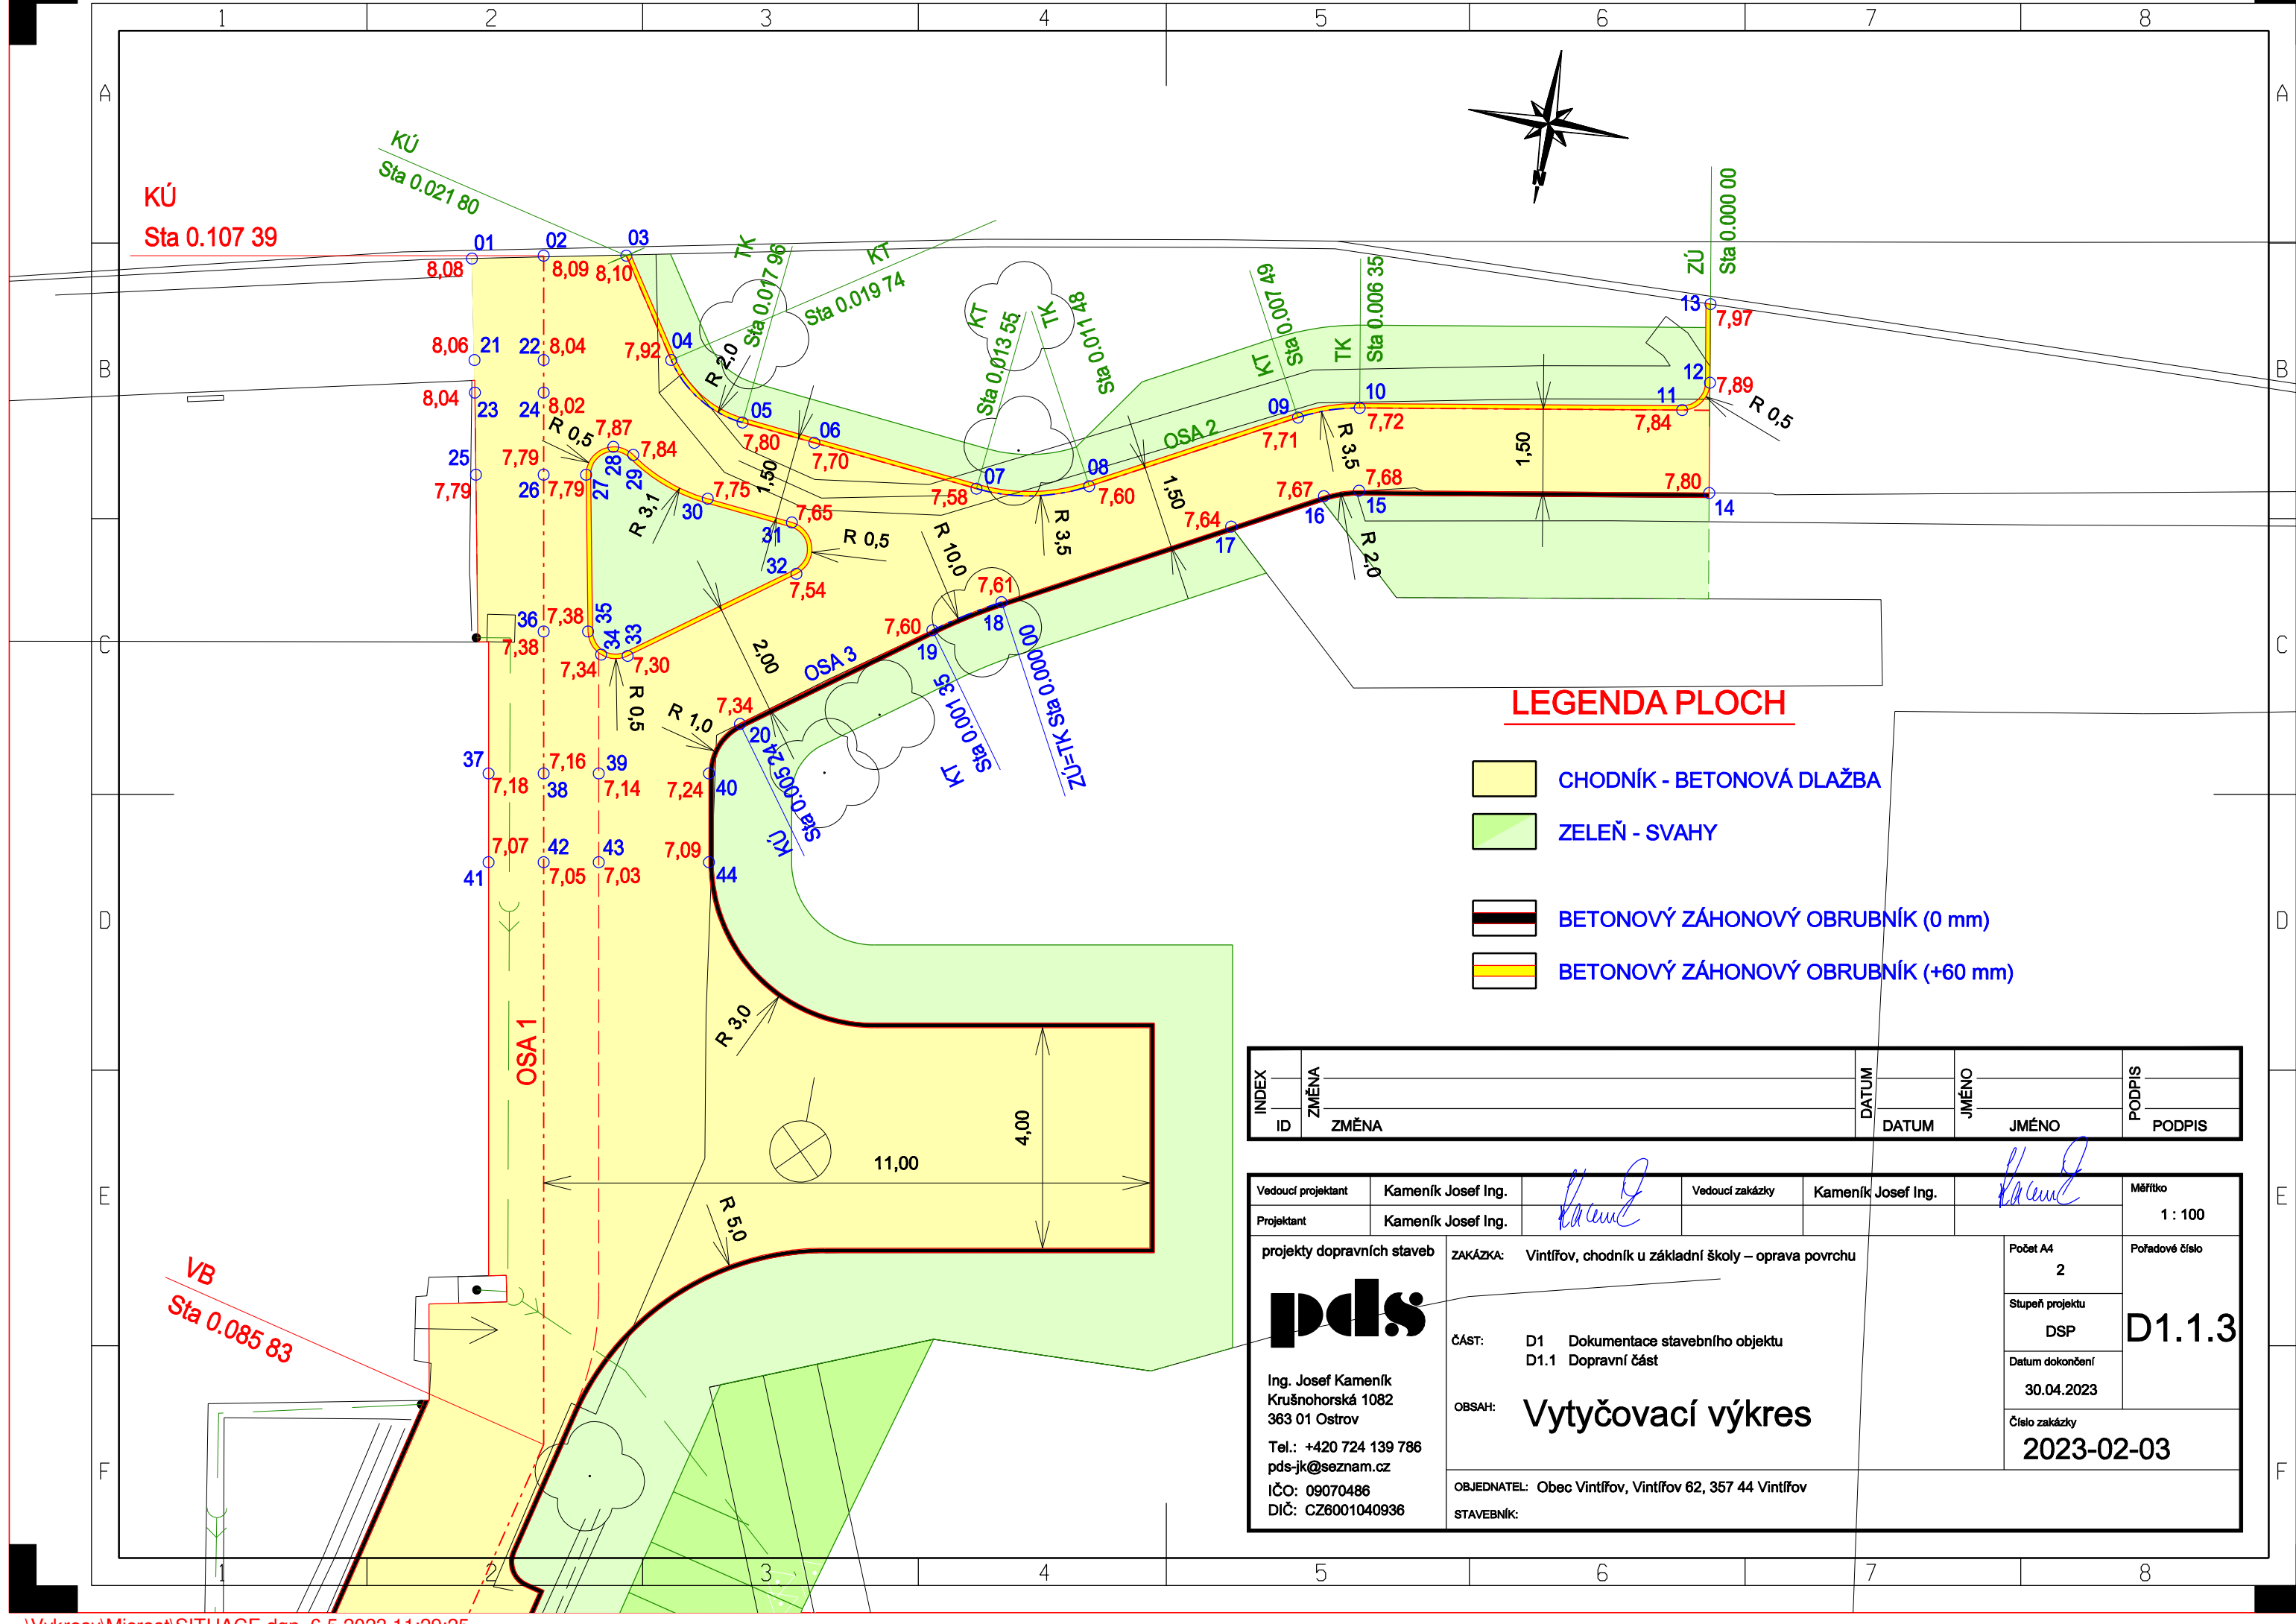 1 2 3 4 5 6 7 8
A
A
KÚ
Sta 0.021 80
KÚ
Sta 0.107 39
N
ZÚ
Sta 0.000 00
01 02 03
8,08 8,09 8,10
TK
Sta 0.017 96
KT
Sta 0.019 74
KT
Sta 0.013 55
TK
Sta 0.011 48
KT
Sta 0.007 49
TK
Sta 0.006 35
13
7,97
B
B
8,06 21 22 8,04
7,92 04
R 2,0
12 7,89
8,04 23 24 8,02
05 7,80
06 7,70
OSA 2
09 7,71
10 7,72
11 7,84
R 0,5
R 0,5 7,87 7,84
28 29
1,50
1,50
1,50
R 3,5
25 7,79
7,79 26
7,79 27
R 3,1
7,75 30
07 7,58
08 7,60
7,67 16
7,68 15
7,80 14
7,65 31
R 0,5
R 10,0
R 3,5
7,64 17
R 2,0
32 7,54
7,61 18
36 7,38
7,38 35
34 33
7,34 7,30
7,60 19
C
C
2,00
OSA 3
R 0,5
R 1,0
7,34 20
KT
Sta 0.001 35
ZÚ=TK Sta 0.000 00
KÚ
Sta 0.005 24
37 7,18
7,16 38
39 7,14
7,24 40
7,07 41
42 7,05
43 7,03
7,09 44
D
D
LEGENDA PLOCH
CHODNÍK - BETONOVÁ DLAŽBA
ZELEŇ - SVAHY
BETONOVÝ ZÁHONOVÝ OBRUBNÍK (0 mm)
BETONOVÝ ZÁHONOVÝ OBRUBNÍK (+60 mm)
OSA 1
R 3,0
4,00
11,00
R 5,0
E
E
VB
Sta 0.085 83
F
F
INDEX ZMĚNA DATUM JMÉNO PODPIS
ID ZMĚNA DATUM JMÉNO PODPIS
Vedoucí projektant Kameník Josef Ing. Vedoucí zakázky Kameník Josef Ing. Měřítko
1 : 100
Projektant Kameník Josef Ing.
projekty dopravních staveb
pds
Ing. Josef Kameník
Krušnohorská 1082
363 01 Ostrov
Tel.: +420 724 139 786
pds-jk@seznam.cz
IČO: 09070486
DIČ: CZ6001040936
ZAKÁZKA: Vintířov, chodník u základní školy – oprava povrchu
ČÁST: D1 Dokumentace stavebního objektu
D1.1 Dopravní část
OBSAH: Vytyčovací výkres
OBJEDNATEL: Obec Vintířov, Vintířov 62, 357 44 Vintířov
STAVEBNÍK:
Počet A4
2
Stupeň projektu
DSP
Datum dokončení
30.04.2023
Číslo zakázky
2023-02-03
Pořadové číslo
D1.1.3
1 2 3 4 5 6 7 8